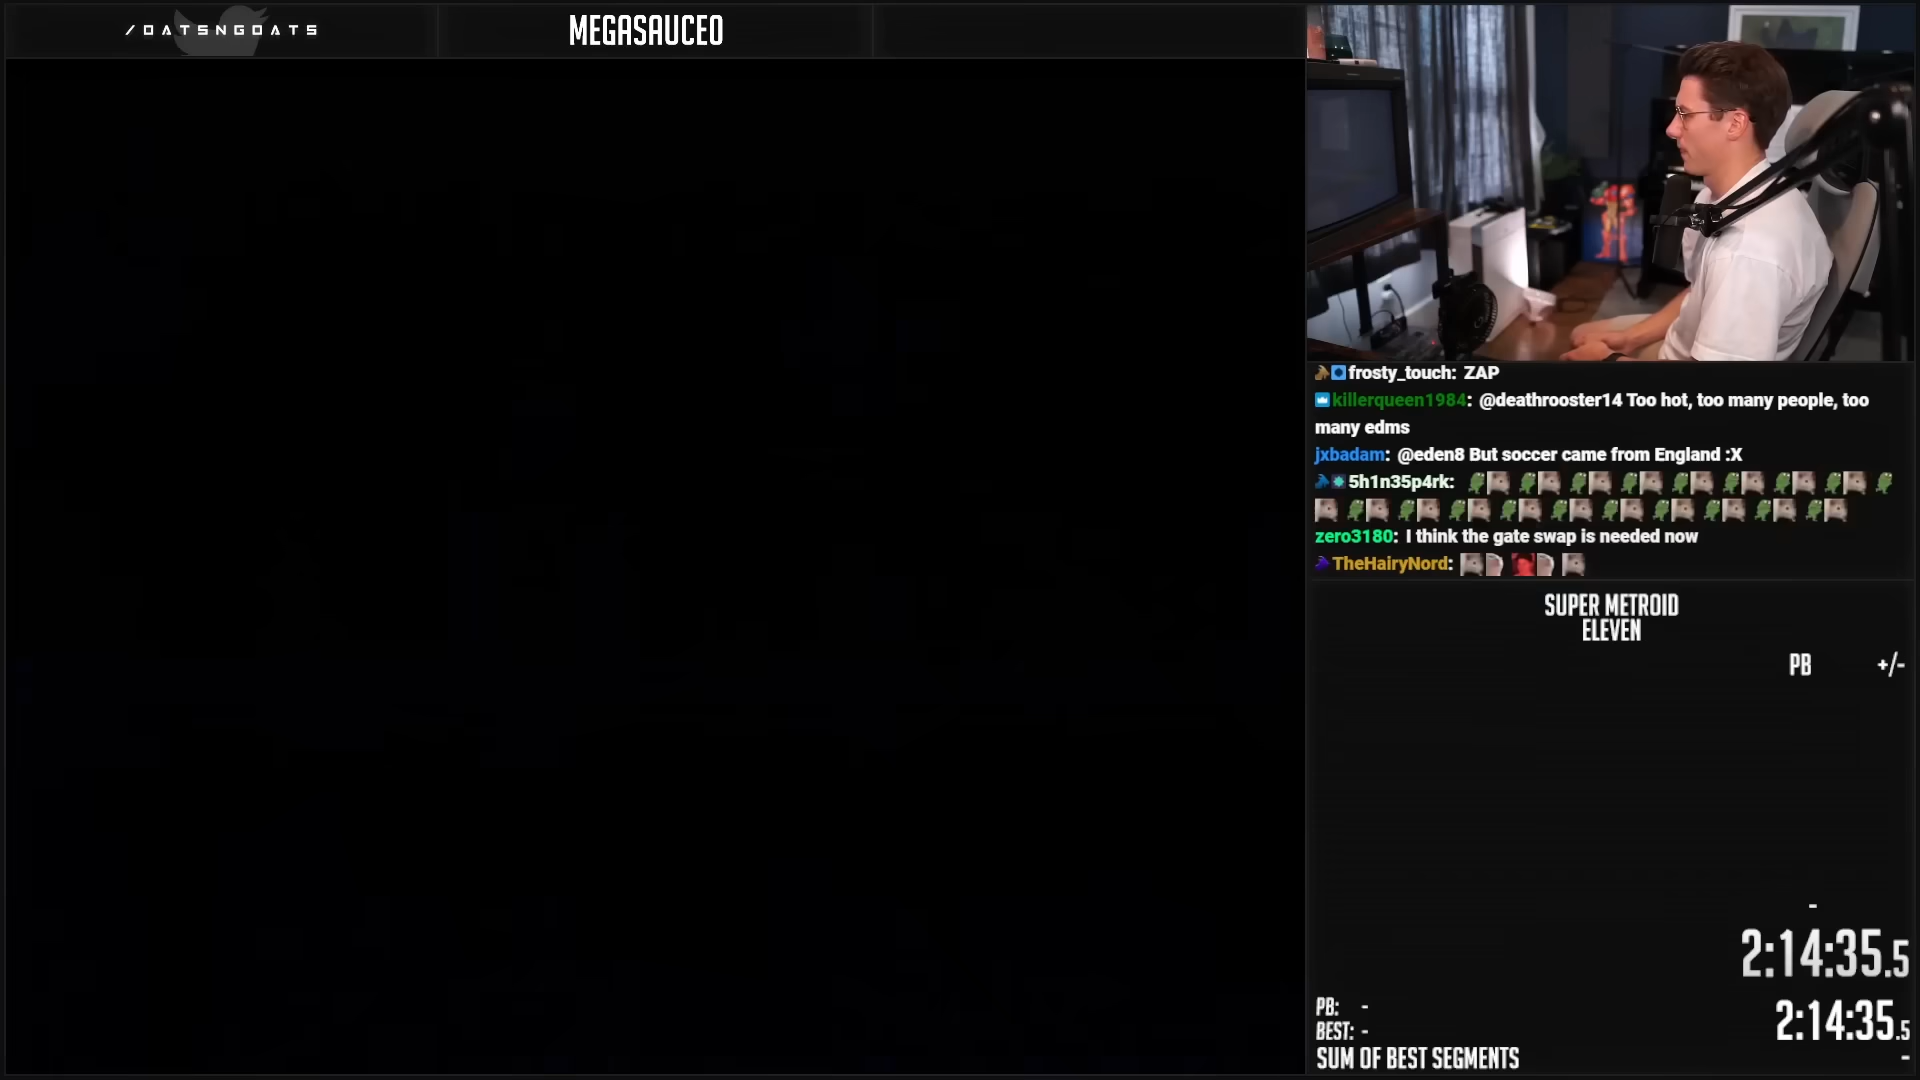 /OATSNGOATS
MEGASAUCEO
frosty_touch: ZAP
killerqueen1984: @deathrooster14 Too hot, too many people, too
many edms
jxbadam: @eden8 But soccer came from England :X
5h1n35p4rk:
zero3180: I think the gate swap is needed now
TheHairyNord:
SUPER METROID
ELEVEN
PB +/-
-
2:14:35.5
PB: -
2:14:35.5
BEST: -
SUM OF BEST SEGMENTS -